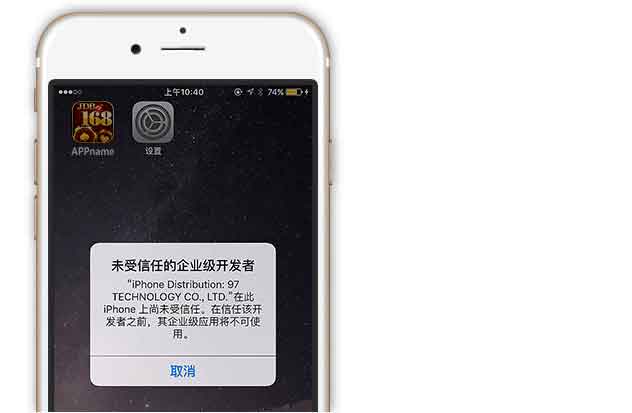 上午10:40
74%
JDB
168
APPname
设置
未受信任的企业级开发者
“iPhone Distribution: 97
TECHNOLOGY CO., LTD.”在此
iPhone 上尚未受信任。在信任该开
发者之前，其企业级应用将不可使
用。
取消